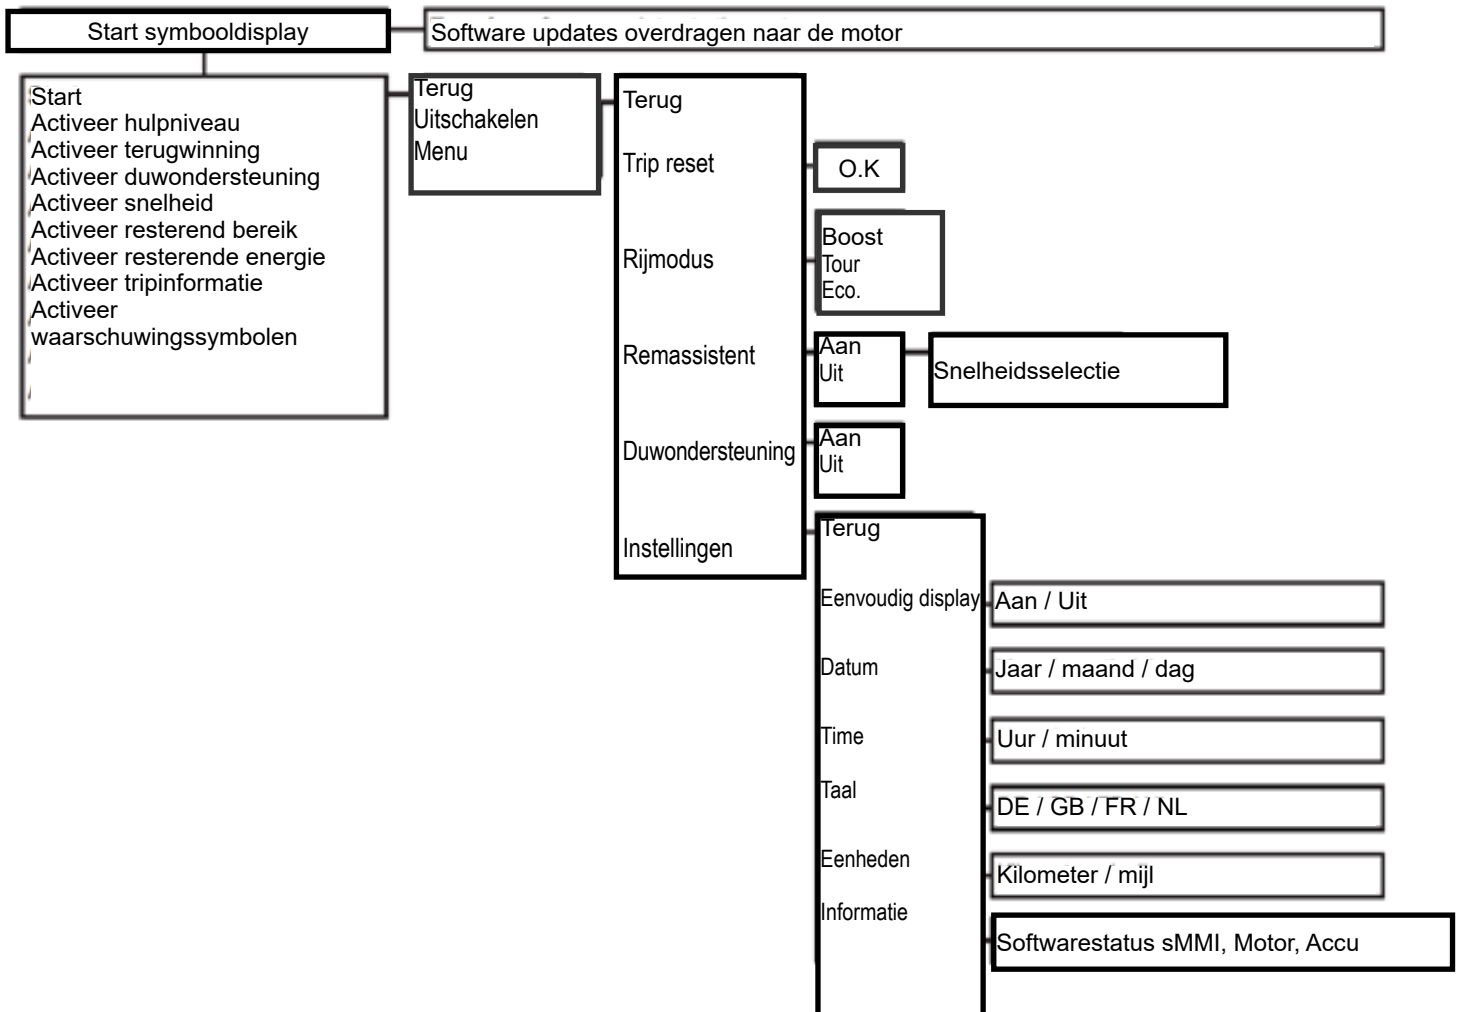 Start symbooldisplay
Software updates overdragen naar de motor
Start
Activeer hulpniveau
Activeer terugwinning
Activeer duwondersteuning
Activeer snelheid
Activeer resterend bereik
Activeer resterende energie
Activeer tripinformatie
Activeer
waarschuwingssymbolen
Terug
Uitschakelen
Menu
Terug
Trip reset
O.K
Rijmodus
Boost
Tour
Eco.
Remassistent
Aan
Uit
Snelheidsselectie
Duwondersteuning
Aan
Uit
Instellingen
Terug
Eenvoudig display
Aan / Uit
Datum
Jaar / maand / dag
Time
Uur / minuut
Taal
DE / GB / FR / NL
Eenheden
Kilometer / mijl
Informatie
Softwarestatus sMMI, Motor, Accu